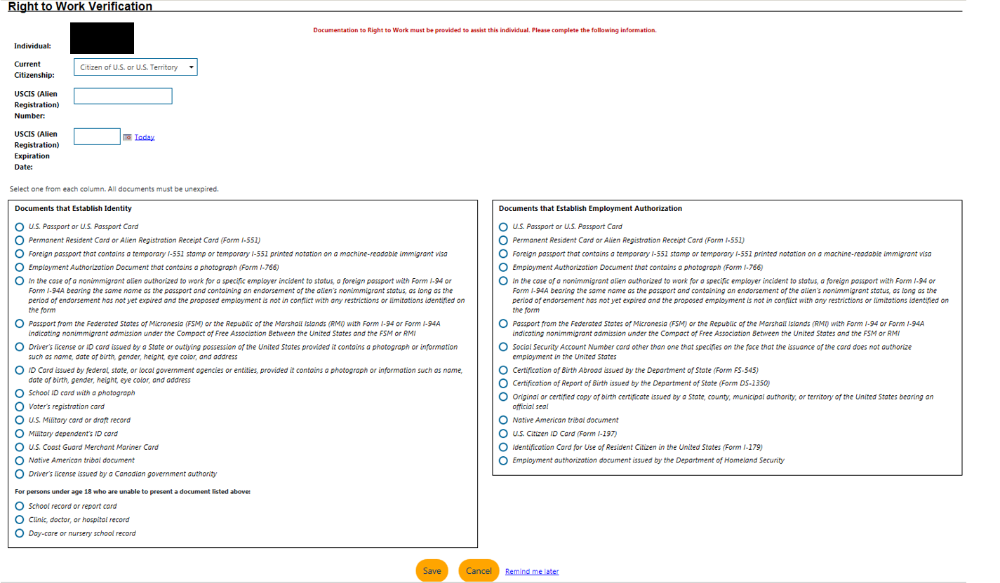 Right to Work Verification
Documentation to Right to Work must be provided to assist this individual. Please complete the following information.
Individual:
Current
Citizenship:
Citizen of U.S. or U.S. Territory
USCIS (Alien
Registration)
Number:
USCIS (Alien
Registration)
Expiration
Date:
Today
Select one from each column. All documents must be unexpired.
Documents that Establish Identity
U.S. Passport or U.S. Passport Card
Permanent Resident Card or Alien Registration Receipt Card (Form I-551)
Foreign passport that contains a temporary I-551 stamp or temporary I-551 printed notation on a machine-readable immigrant visa
Employment Authorization Document that contains a photograph (Form I-766)
In the case of a nonimmigrant alien authorized to work for a specific employer incident to status, a foreign passport with Form I-94 or
Form I-94A bearing the same name as the passport and containing an endorsement of the alien's nonimmigrant status, as long as the
period of endorsement has not yet expired and the proposed employment is not in conflict with any restrictions or limitations identified on
the form
Passport from the Federated States of Micronesia (FSM) or the Republic of the Marshall Islands (RMI) with Form I-94 or Form I-94A
indicating nonimmigrant admission under the Compact of Free Association Between the United States and the FSM or RMI
Driver's license or ID card issued by a State or outlying possession of the United States provided it contains a photograph or information
such as name, date of birth, gender, height, eye color, and address
ID Card issued by federal, state, or local government agencies or entities, provided it contains a photograph or information such as name,
date of birth, gender, height, eye color, and address
School ID card with a photograph
Voter's registration card
U.S. Military card or draft record
Military dependent's ID card
U.S. Coast Guard Merchant Mariner Card
Native American tribal document
Driver's license issued by a Canadian government authority
For persons under age 18 who are unable to present a document listed above:
School record or report card
Clinic, doctor, or hospital record
Day-care or nursery school record
Documents that Establish Employment Authorization
U.S. Passport or U.S. Passport Card
Permanent Resident Card or Alien Registration Receipt Card (Form I-551)
Foreign passport that contains a temporary I-551 stamp or temporary I-551 printed notation on a machine-readable immigrant visa
Employment Authorization Document that contains a photograph (Form I-766)
In the case of a nonimmigrant alien authorized to work for a specific employer incident to status, a foreign passport with Form I-94 or
Form I-94A bearing the same name as the passport and containing an endorsement of the alien's nonimmigrant status, as long as the
period of endorsement has not yet expired and the proposed employment is not in conflict with any restrictions or limitations identified on
the form
Passport from the Federated States of Micronesia (FSM) or the Republic of the Marshall Islands (RMI) with Form I-94 or Form I-94A
indicating nonimmigrant admission under the Compact of Free Association Between the United States and the FSM or RMI
Social Security Account Number card other than one that specifies on the face that the issuance of the card does not authorize
employment in the United States
Certification of Birth Abroad issued by the Department of State (Form FS-545)
Certification of Report of Birth issued by the Department of State (Form DS-1350)
Original or certified copy of birth certificate issued by a State, county, municipal authority, or territory of the United States bearing an
official seal
Native American tribal document
U.S. Citizen ID Card (Form I-197)
Identification Card for Use of Resident Citizen in the United States (Form I-179)
Employment authorization document issued by the Department of Homeland Security
Save
Cancel
Remind me later